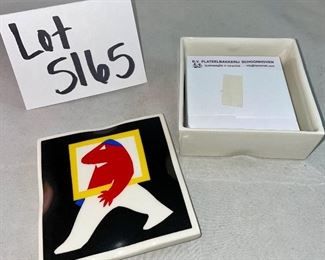 Lot
5165
B.V. PLATEELBAKKERIJ SCHOONHOVEN